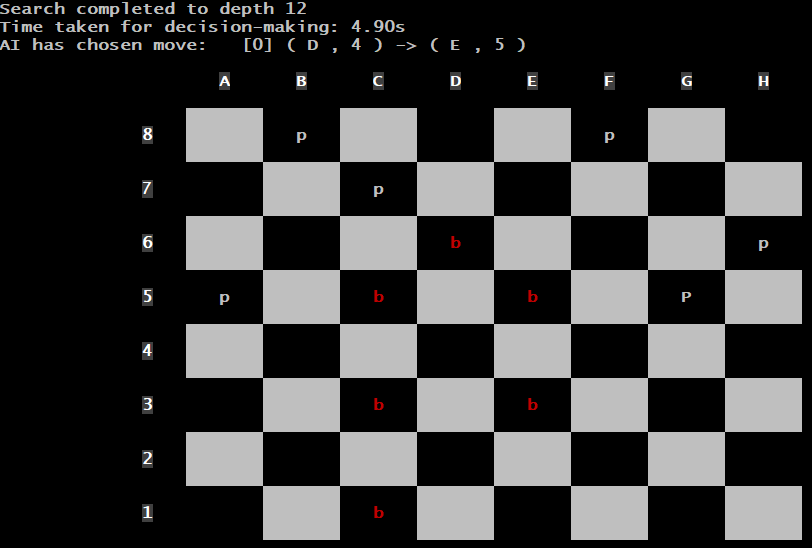 Search completed to depth 12
Time taken for decision-making: 4.90s
AI has chosen move:   [0] ( D , 4 ) -> ( E , 5 )
A B C D E F G H
8 p p
7 p
6 b p
5 p b b P
4
3 b b
2
1 b